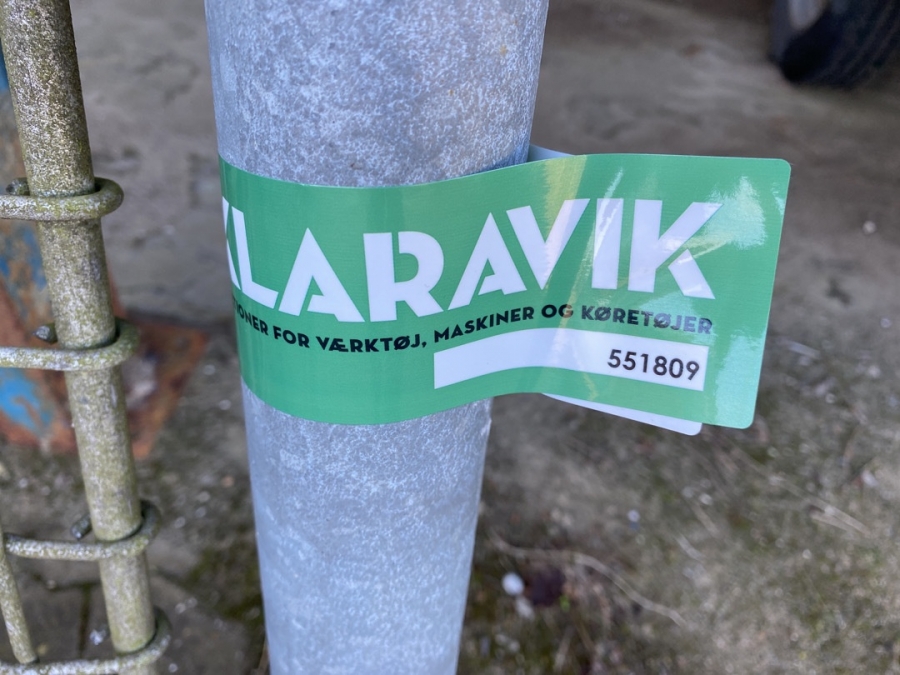 KLARAVIK
FOR VÆRKTØJ, MASKINER OG KØRETØJER
551809